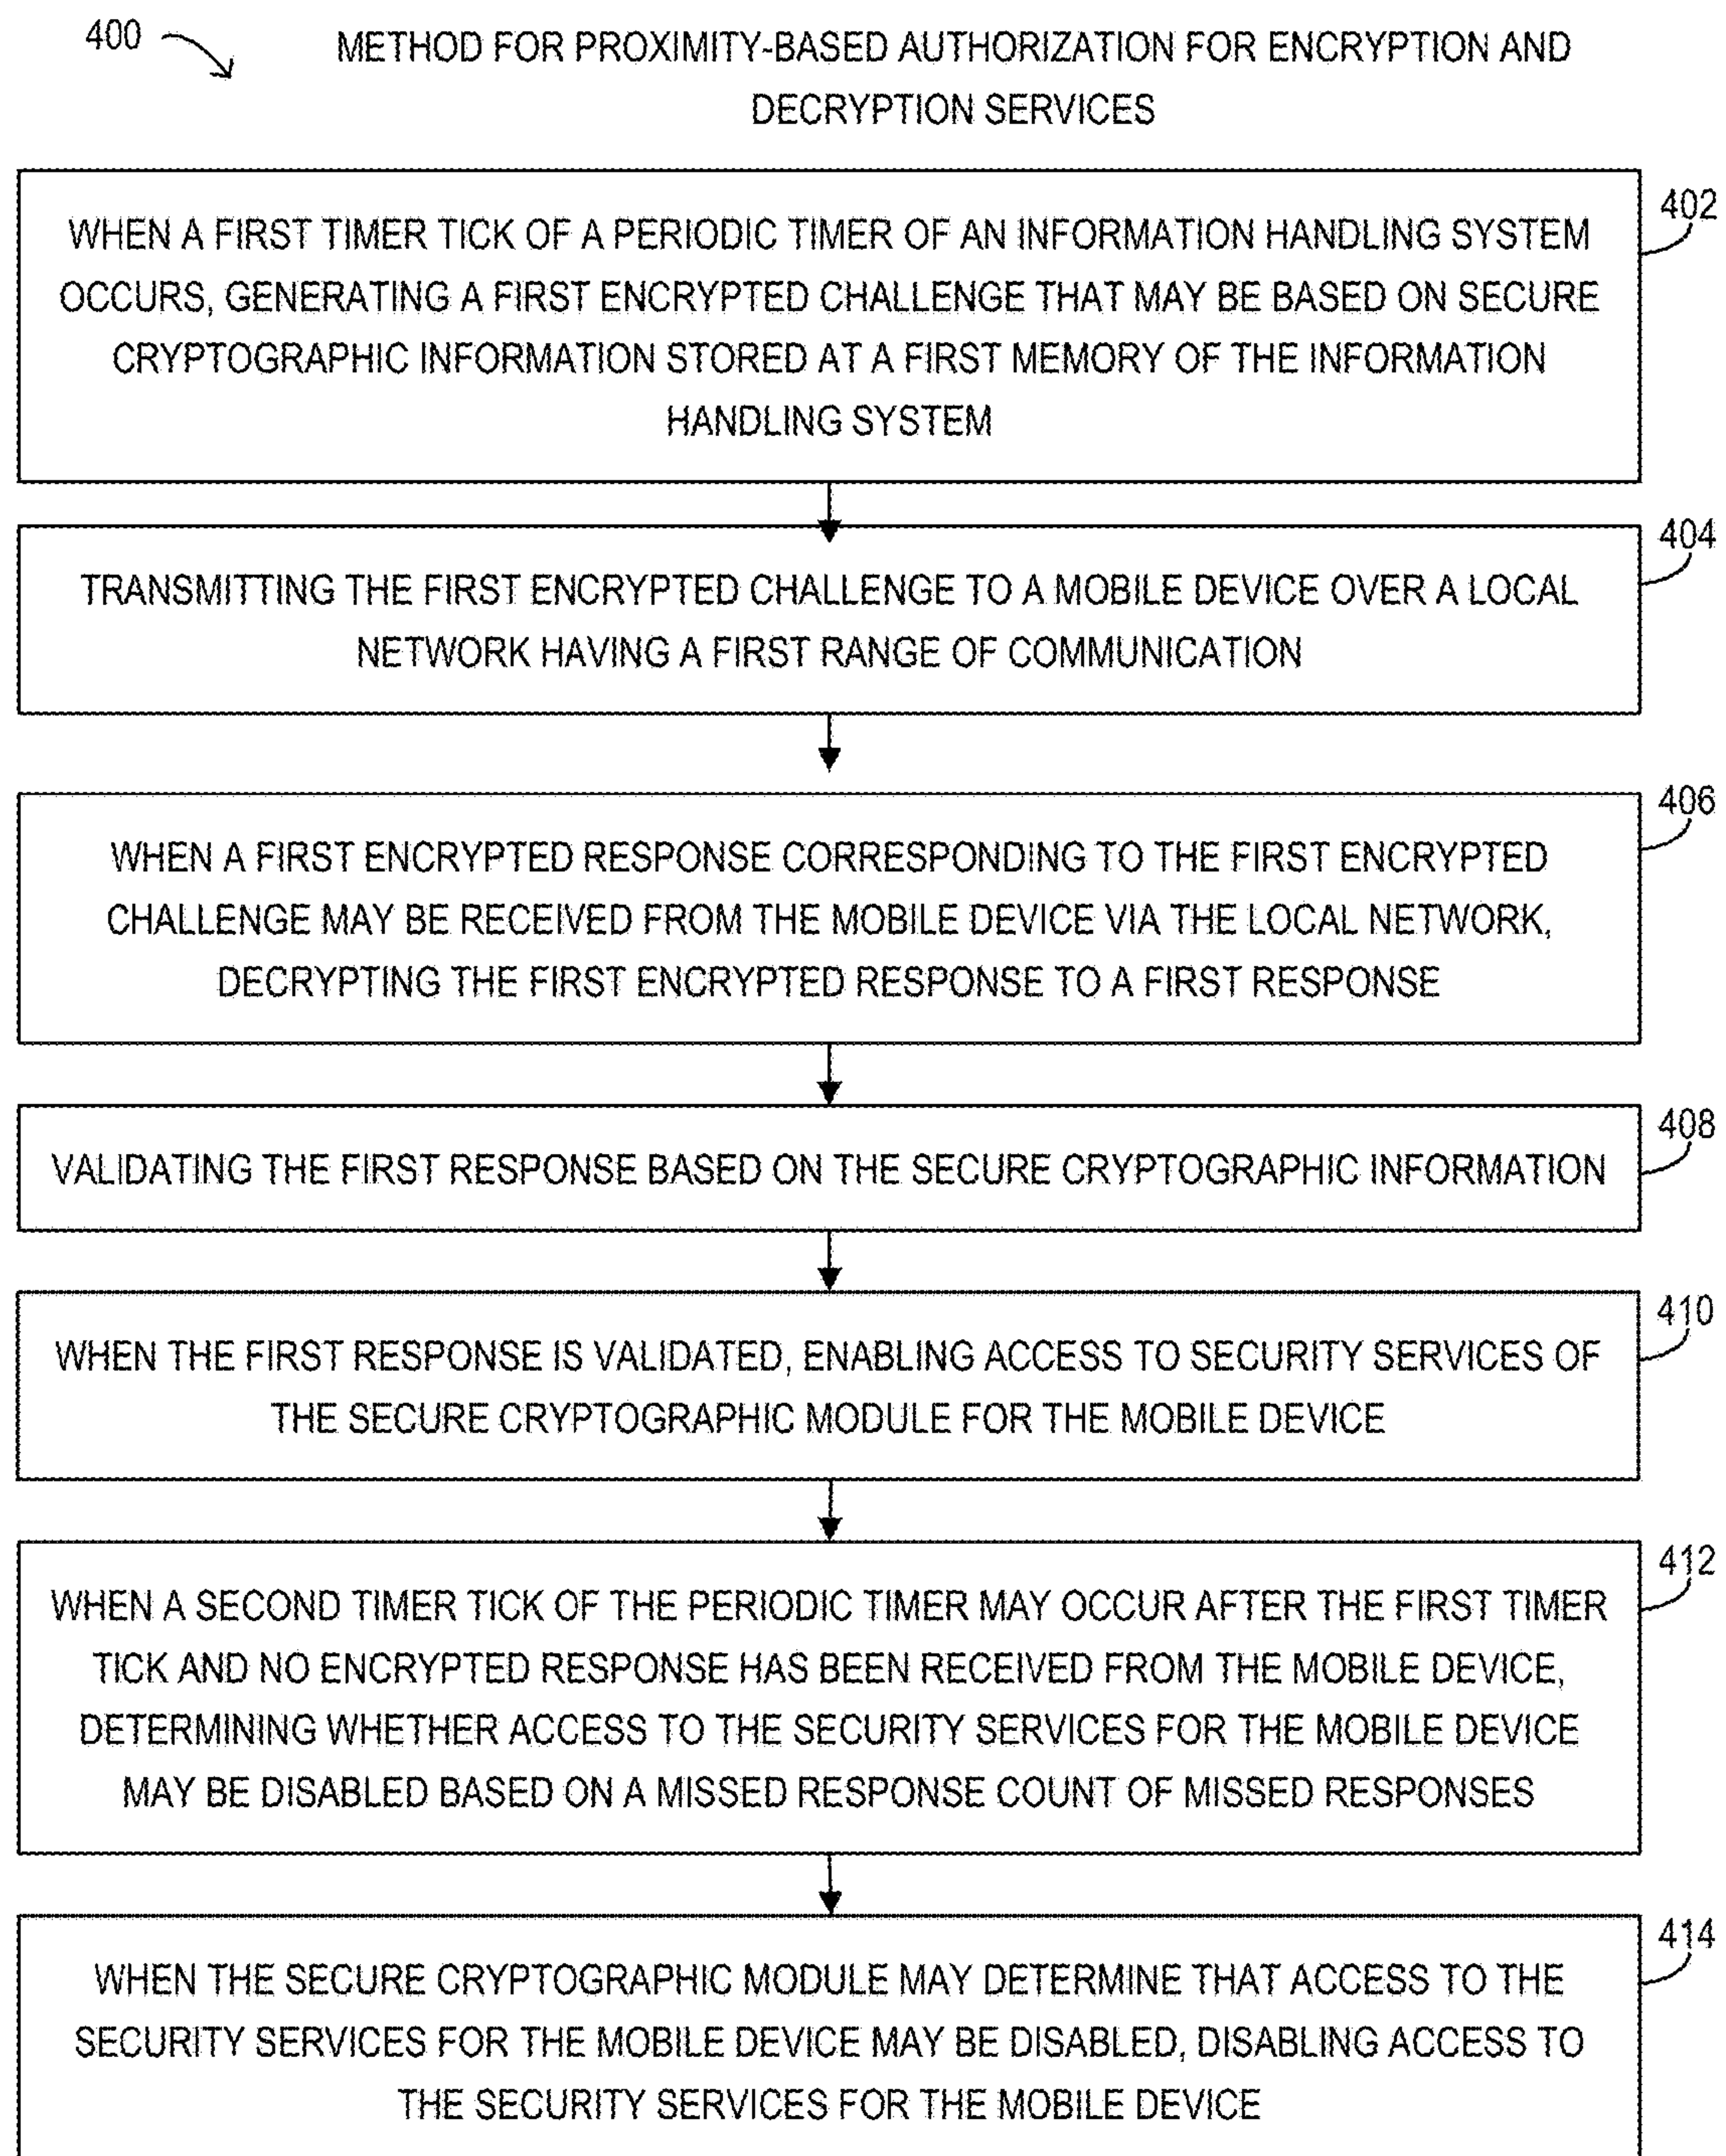 400
METHOD FOR PROXIMITY-BASED AUTHORIZATION FOR ENCRYPTION AND
DECRYPTION SERVICES
402
WHEN A FIRST TIMER TICK OF A PERIODIC TIMER OF AN INFORMATION HANDLING SYSTEM
OCCURS, GENERATING A FIRST ENCRYPTED CHALLENGE THAT MAY BE BASED ON SECURE
CRYPTOGRAPHIC INFORMATION STORED AT A FIRST MEMORY OF THE INFORMATION
HANDLING SYSTEM
404
TRANSMITTING THE FIRST ENCRYPTED CHALLENGE TO A MOBILE DEVICE OVER A LOCAL
NETWORK HAVING A FIRST RANGE OF COMMUNICATION
406
WHEN A FIRST ENCRYPTED RESPONSE CORRESPONDING TO THE FIRST ENCRYPTED
CHALLENGE MAY BE RECEIVED FROM THE MOBILE DEVICE VIA THE LOCAL NETWORK,
DECRYPTING THE FIRST ENCRYPTED RESPONSE TO A FIRST RESPONSE
408
VALIDATING THE FIRST RESPONSE BASED ON THE SECURE CRYPTOGRAPHIC INFORMATION
410
WHEN THE FIRST RESPONSE IS VALIDATED, ENABLING ACCESS TO SECURITY SERVICES OF
THE SECURE CRYPTOGRAPHIC MODULE FOR THE MOBILE DEVICE
412
WHEN A SECOND TIMER TICK OF THE PERIODIC TIMER MAY OCCUR AFTER THE FIRST TIMER
TICK AND NO ENCRYPTED RESPONSE HAS BEEN RECEIVED FROM THE MOBILE DEVICE,
DETERMINING WHETHER ACCESS TO THE SECURITY SERVICES FOR THE MOBILE DEVICE
MAY BE DISABLED BASED ON A MISSED RESPONSE COUNT OF MISSED RESPONSES
414
WHEN THE SECURE CRYPTOGRAPHIC MODULE MAY DETERMINE THAT ACCESS TO THE
SECURITY SERVICES FOR THE MOBILE DEVICE MAY BE DISABLED, DISABLING ACCESS TO
THE SECURITY SERVICES FOR THE MOBILE DEVICE